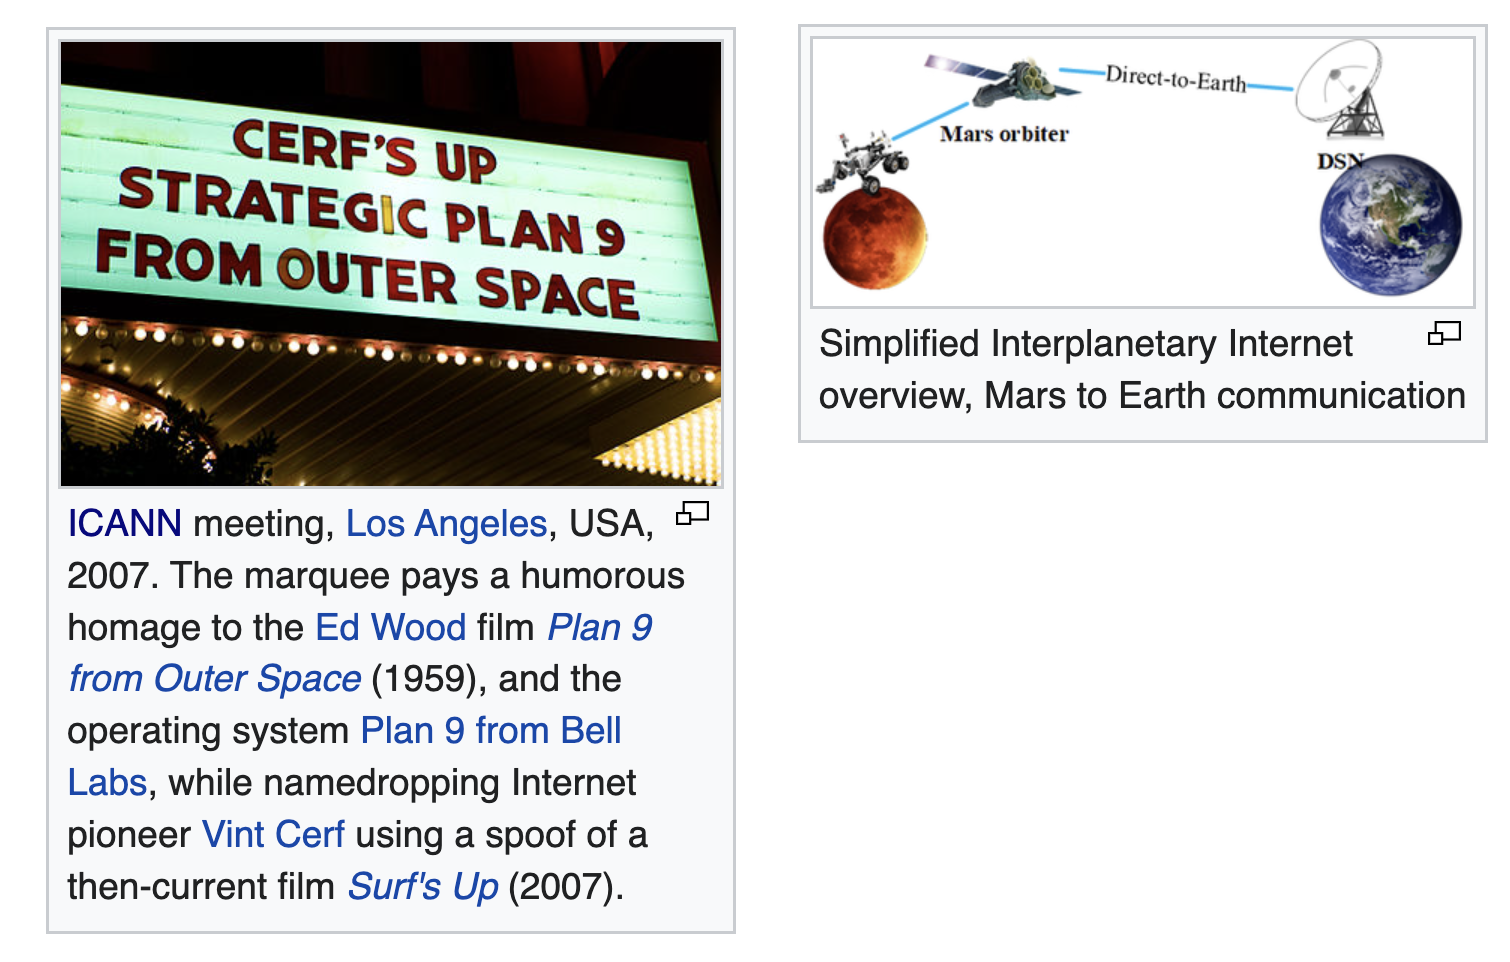 CERF'S UP
STRATEGIC PLAN 9
FROM OUTER SPACE
ICANN meeting, Los Angeles, USA,
2007. The marquee pays a humorous
homage to the Ed Wood film Plan 9
from Outer Space (1959), and the
operating system Plan 9 from Bell
Labs, while namedropping Internet
pioneer Vint Cerf using a spoof of a
then-current film Surf's Up (2007).
Direct-to-Earth
Mars orbiter
DSN
Simplified Interplanetary Internet
overview, Mars to Earth communication